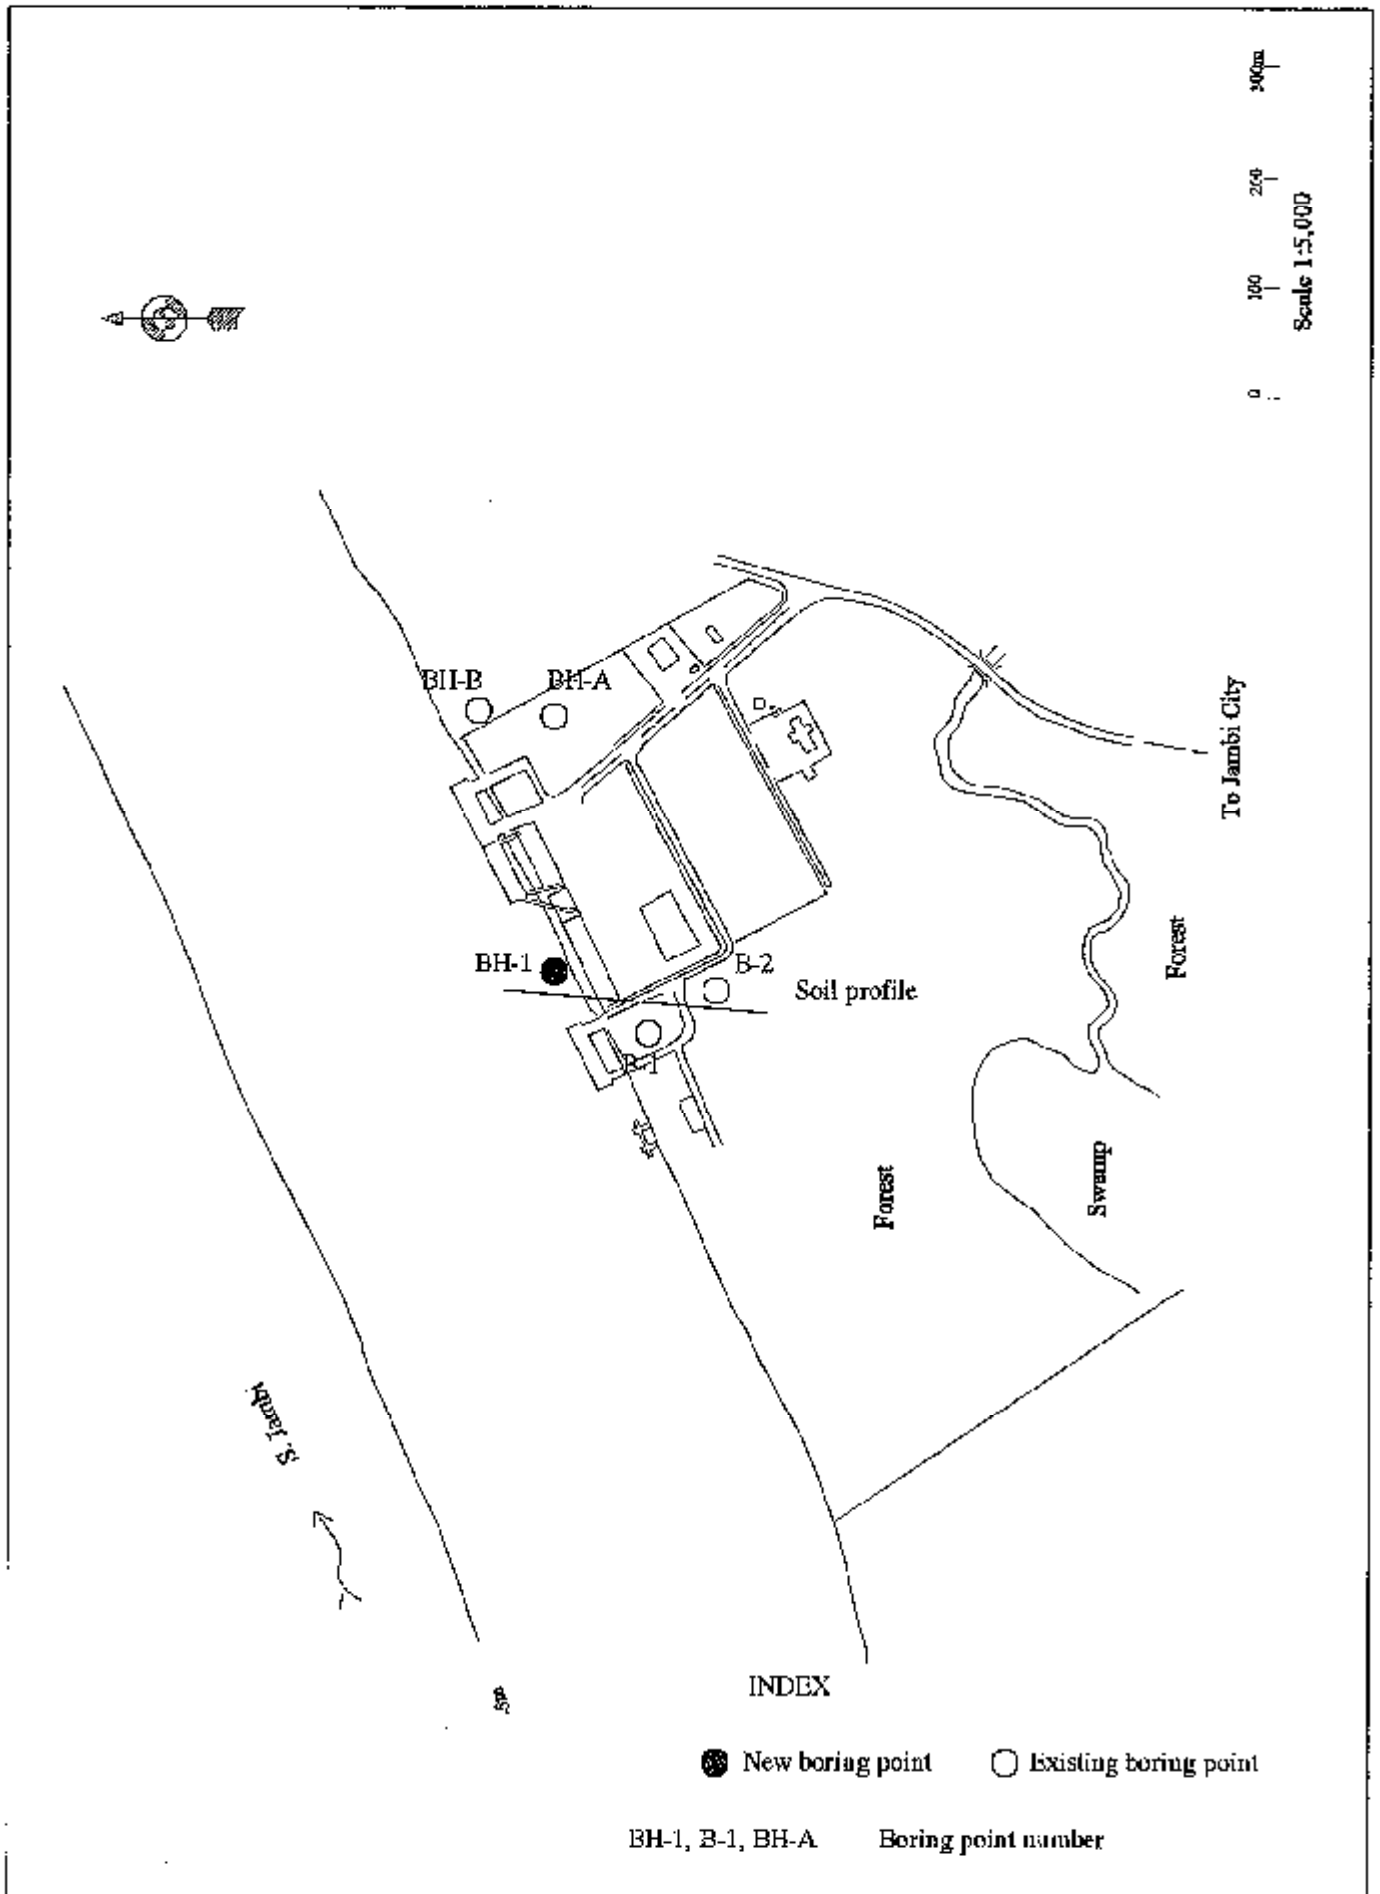 300m
200
100
0
Scale 1:5,000
BH-B
BH-A
To Jambi City
Forest
BH-1
B-2
Soil profile
B-1
Forest
Swamp
S. Jambi
INDEX
New boring point
Existing boring point
BH-1, B-1, BH-A
Boring point number